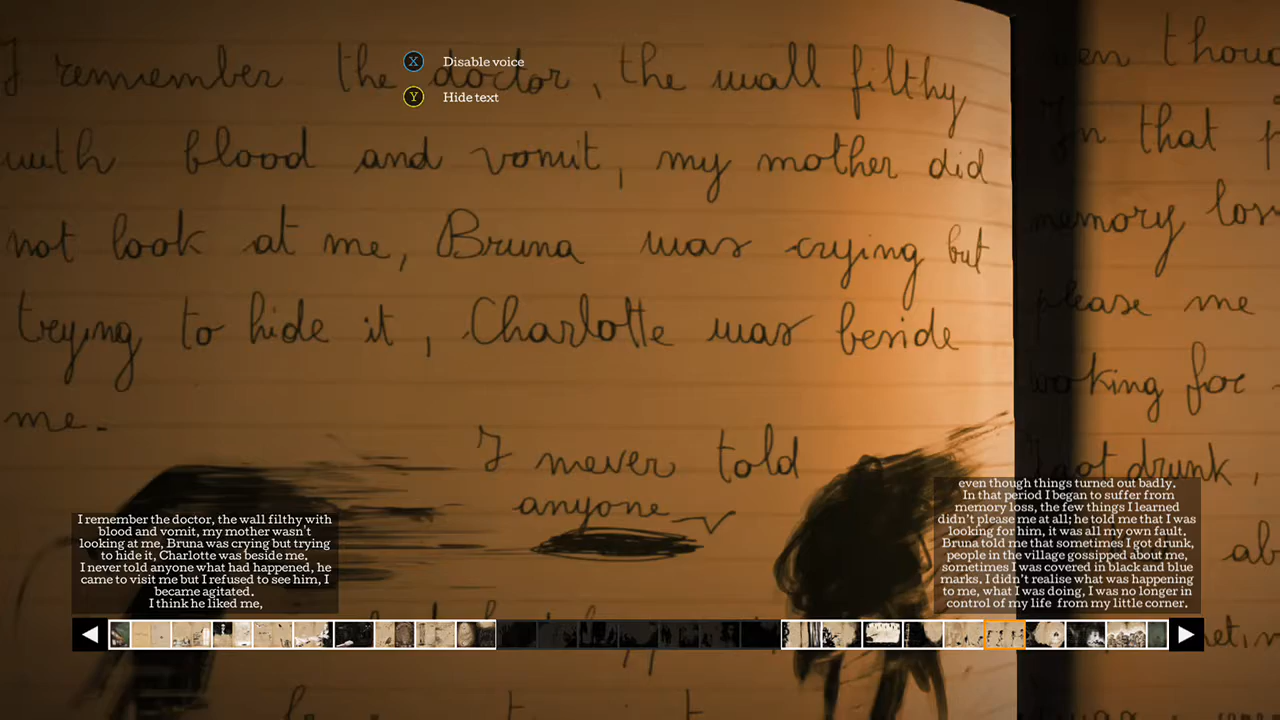 I remember the doctor, the wall filthy
with blood and vomit, my mother did
not look at me, Bruna was crying but
trying to hide it, Charlotte was beside
me.
I never told
anyone
X Disable voice
Y Hide text
I remember the doctor, the wall filthy with
blood and vomit, my mother wasn't
looking at me, Bruna was crying but trying
to hide it, Charlotte was beside me.
I never told anyone what had happened, he
came to visit me but I refused to see him, I
became agitated.
I think he liked me,
thou
In that p
memory los
please me
working for
I got drunk,
ab
even though things turned out badly.
In that period I began to suffer from
memory loss, the few things I learned
didn't please me at all; he told me that I was
looking for him, it was all my own fault,
Bruna told me that sometimes I got drunk,
people in the village gossipped about me,
sometimes I was covered in black and blue
marks. I didn't realise what was happening
to me, what I was doing, I was no longer in
control of my life from my little corner.